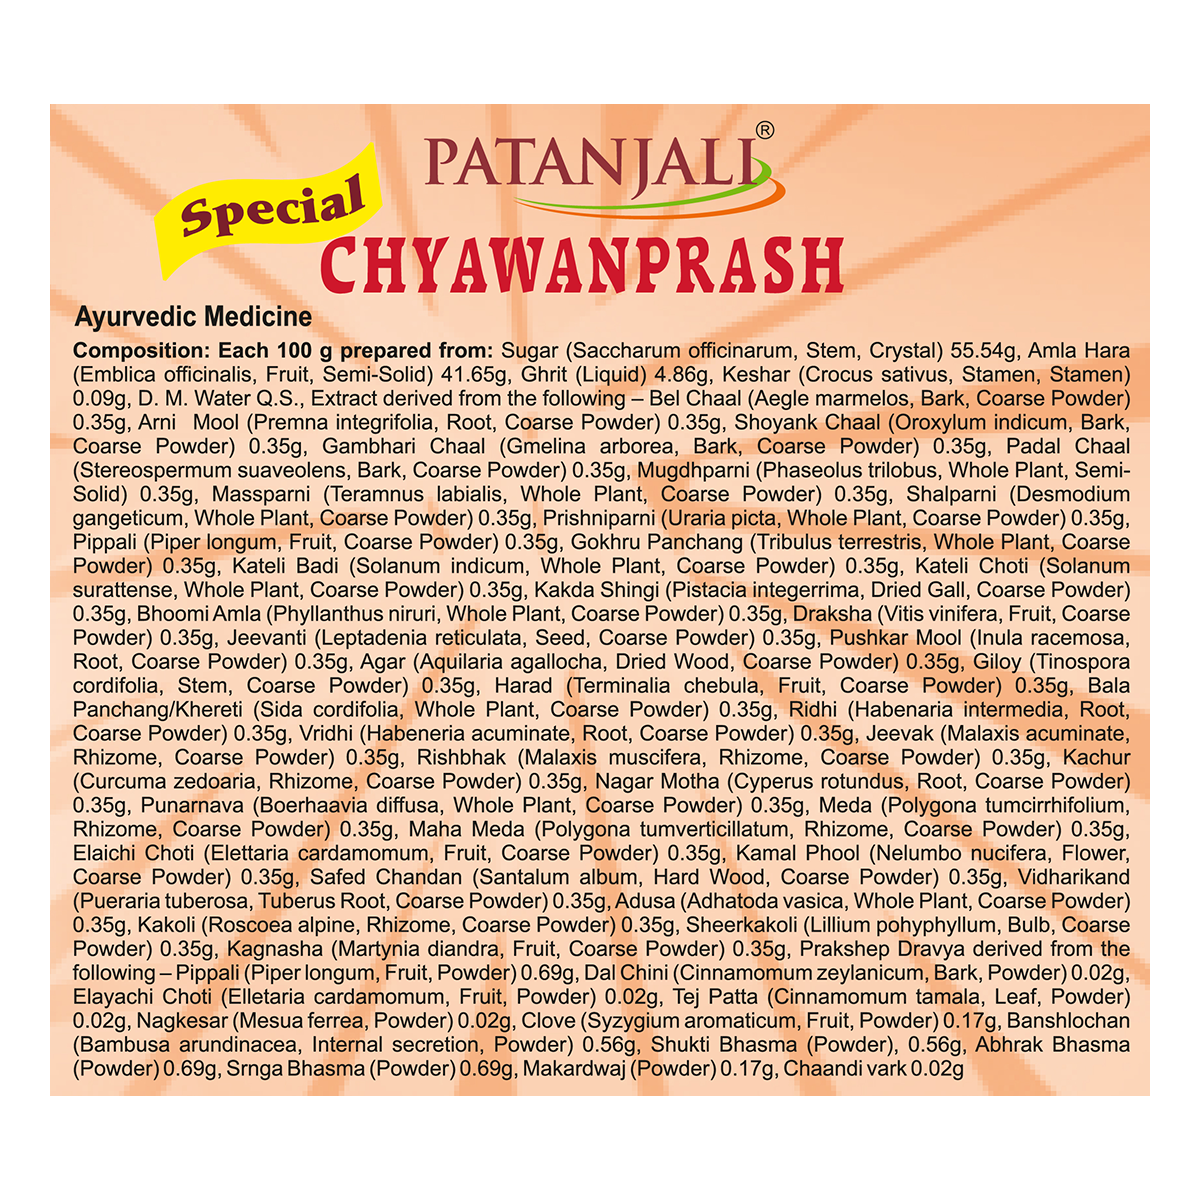 PATANJALI®
Special
CHYAWANPRASH
Ayurvedic Medicine
Composition: Each 100 g prepared from: Sugar (Saccharum officinarum, Stem, Crystal) 55.54g, Amla Hara
(Emblica officinalis, Fruit, Semi-Solid) 41.65g, Ghrit (Liquid) 4.86g, Keshar (Crocus sativus, Stamen, Stamen)
0.09g, D. M. Water Q.S., Extract derived from the following – Bel Chaal (Aegle marmelos, Bark, Coarse Powder)
0.35g, Arni Mool (Premna integrifolia, Root, Coarse Powder) 0.35g, Shoyank Chaal (Oroxylum indicum, Bark,
Coarse Powder) 0.35g, Gambhari Chaal (Gmelina arborea, Bark, Coarse Powder) 0.35g, Padal Chaal
(Stereospermum suaveolens, Bark, Coarse Powder) 0.35g, Mugdhparni (Phaseolus trilobus, Whole Plant, Semi-
Solid) 0.35g, Massparni (Teramnus labialis, Whole Plant, Coarse Powder) 0.35g, Shalparni (Desmodium
gangeticum, Whole Plant, Coarse Powder) 0.35g, Prishniparni (Uraria picta, Whole Plant, Coarse Powder) 0.35g,
Pippali (Piper longum, Fruit, Coarse Powder) 0.35g, Gokhru Panchang (Tribulus terrestris, Whole Plant, Coarse
Powder) 0.35g, Kateli Badi (Solanum indicum, Whole Plant, Coarse Powder) 0.35g, Kateli Choti (Solanum
surattense, Whole Plant, Coarse Powder) 0.35g, Kakda Shingi (Pistacia integerrima, Dried Gall, Coarse Powder)
0.35g, Bhoomi Amla (Phyllanthus niruri, Whole Plant, Coarse Powder) 0.35g, Draksha (Vitis vinifera, Fruit, Coarse
Powder) 0.35g, Jeevanti (Leptadenia reticulata, Seed, Coarse Powder) 0.35g, Pushkar Mool (Inula racemosa,
Root, Coarse Powder) 0.35g, Agar (Aquilaria agallocha, Dried Wood, Coarse Powder) 0.35g, Giloy (Tinospora
cordifolia, Stem, Coarse Powder) 0.35g, Harad (Terminalia chebula, Fruit, Coarse Powder) 0.35g, Bala
Panchang/Khereti (Sida cordifolia, Whole Plant, Coarse Powder) 0.35g, Ridhi (Habenaria intermedia, Root,
Coarse Powder) 0.35g, Vridhi (Habeneria acuminate, Root, Coarse Powder) 0.35g, Jeevak (Malaxis acuminate,
Rhizome, Coarse Powder) 0.35g, Rishbhak (Malaxis muscifera, Rhizome, Coarse Powder) 0.35g, Kachur
(Curcuma zedoaria, Rhizome, Coarse Powder) 0.35g, Nagar Motha (Cyperus rotundus, Root, Coarse Powder)
0.35g, Punarnava (Boerhaavia diffusa, Whole Plant, Coarse Powder) 0.35g, Meda (Polygona tumcirrhifolium,
Rhizome, Coarse Powder) 0.35g, Maha Meda (Polygona tumverticillatum, Rhizome, Coarse Powder) 0.35g,
Elaichi Choti (Elettaria cardamomum, Fruit, Coarse Powder) 0.35g, Kamal Phool (Nelumbo nucifera, Flower,
Coarse Powder) 0.35g, Safed Chandan (Santalum album, Hard Wood, Coarse Powder) 0.35g, Vidharikand
(Pueraria tuberosa, Tuberus Root, Coarse Powder) 0.35g, Adusa (Adhatoda vasica, Whole Plant, Coarse Powder)
0.35g, Kakoli (Roscoea alpine, Rhizome, Coarse Powder) 0.35g, Sheerkakoli (Lillium pohyphyllum, Bulb, Coarse
Powder) 0.35g, Kagnasha (Martynia diandra, Fruit, Coarse Powder) 0.35g, Prakshep Dravya derived from the
following – Pippali (Piper longum, Fruit, Powder) 0.69g, Dal Chini (Cinnamomum zeylanicum, Bark, Powder) 0.02g,
Elayachi Choti (Elletaria cardamomum, Fruit, Powder) 0.02g, Tej Patta (Cinnamomum tamala, Leaf, Powder)
0.02g, Nagkesar (Mesua ferrea, Powder) 0.02g, Clove (Syzygium aromaticum, Fruit, Powder) 0.17g, Banshlochan
(Bambusa arundinacea, Internal secretion, Powder) 0.56g, Shukti Bhasma (Powder), 0.56g, Abhrak Bhasma
(Powder) 0.69g, Srnga Bhasma (Powder) 0.69g, Makardwaj (Powder) 0.17g, Chaandi vark 0.02g